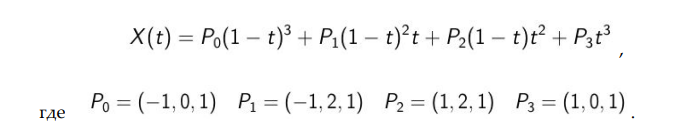 X(t) = P₀(1 − t)³ + P₁(1 − t)²t + P₂(1 − t)t² + P₃t³ ,
где P₀ = (−1, 0, 1) P₁ = (−1, 2, 1) P₂ = (1, 2, 1) P₃ = (1, 0, 1) .